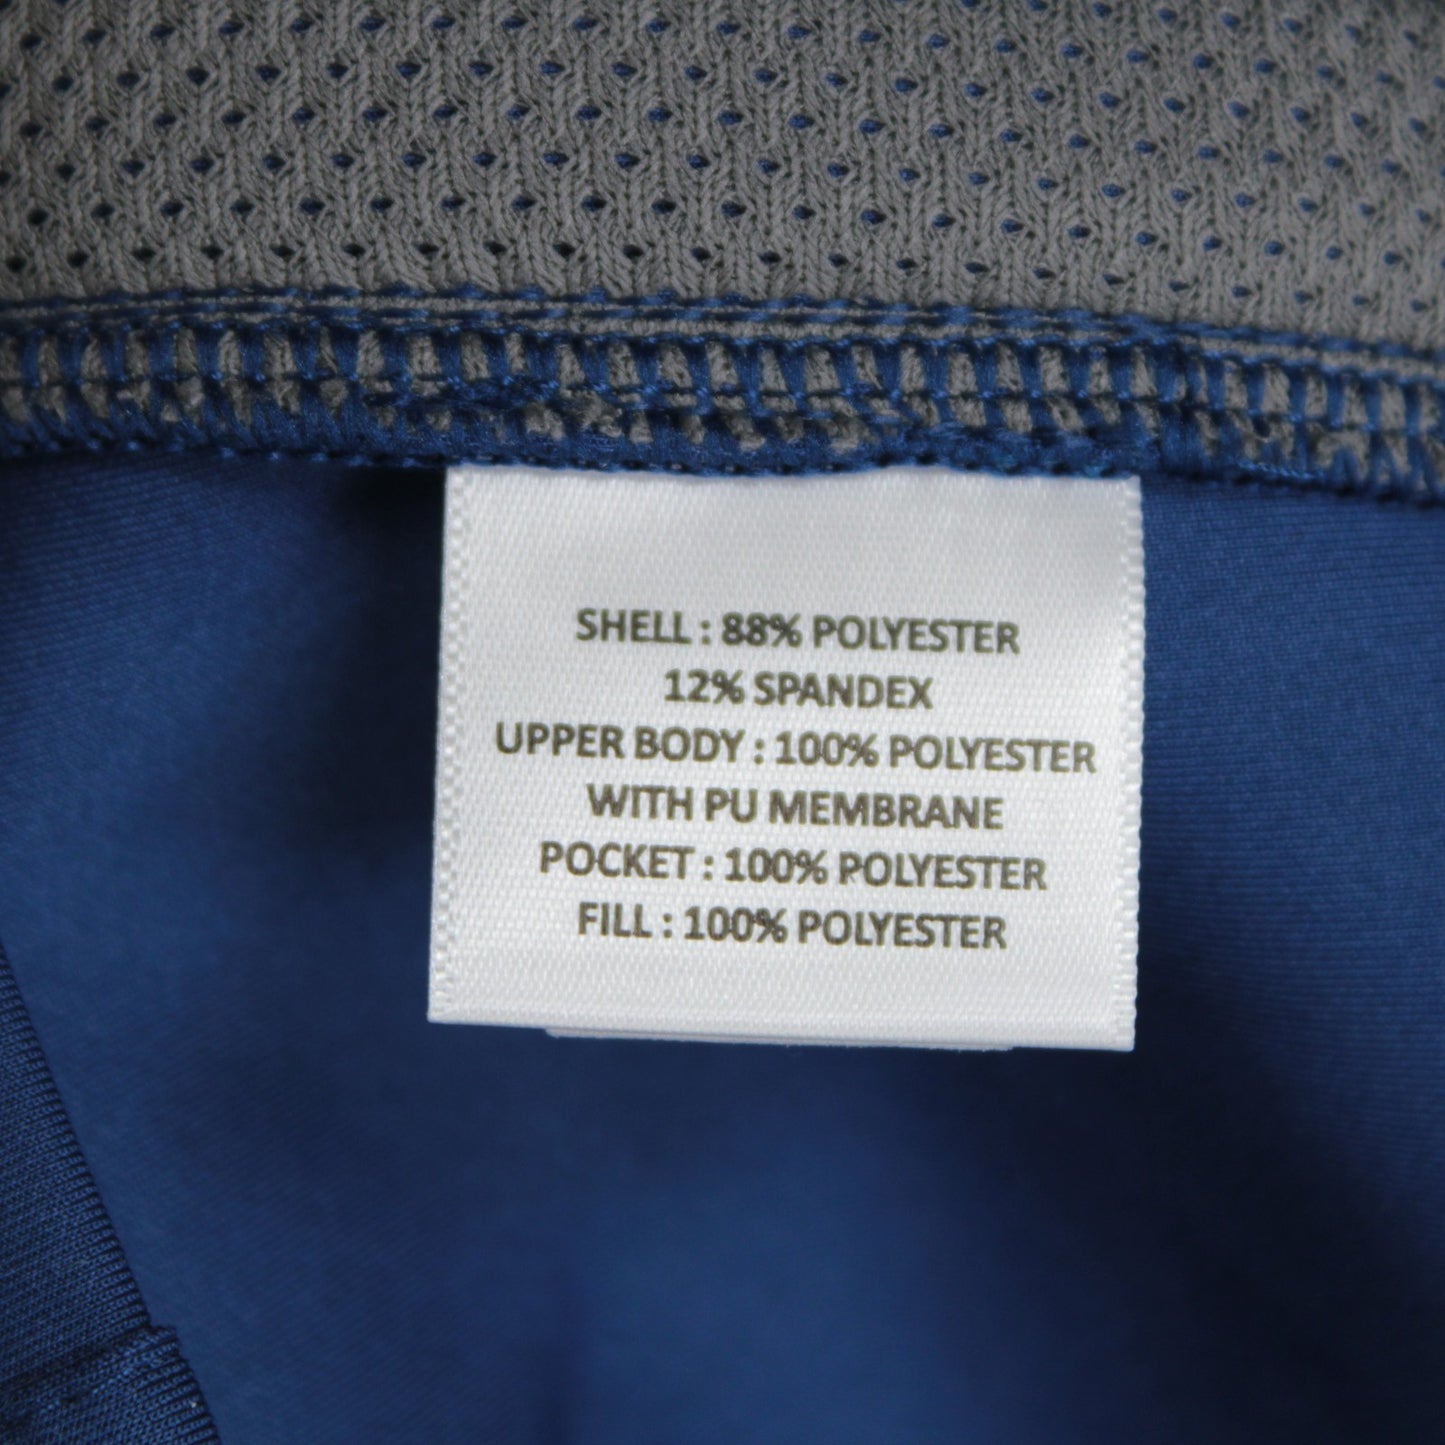 SHELL : 88% POLYESTER
12% SPANDEX
UPPER BODY : 100% POLYESTER
WITH PU MEMBRANE
POCKET : 100% POLYESTER
FILL : 100% POLYESTER